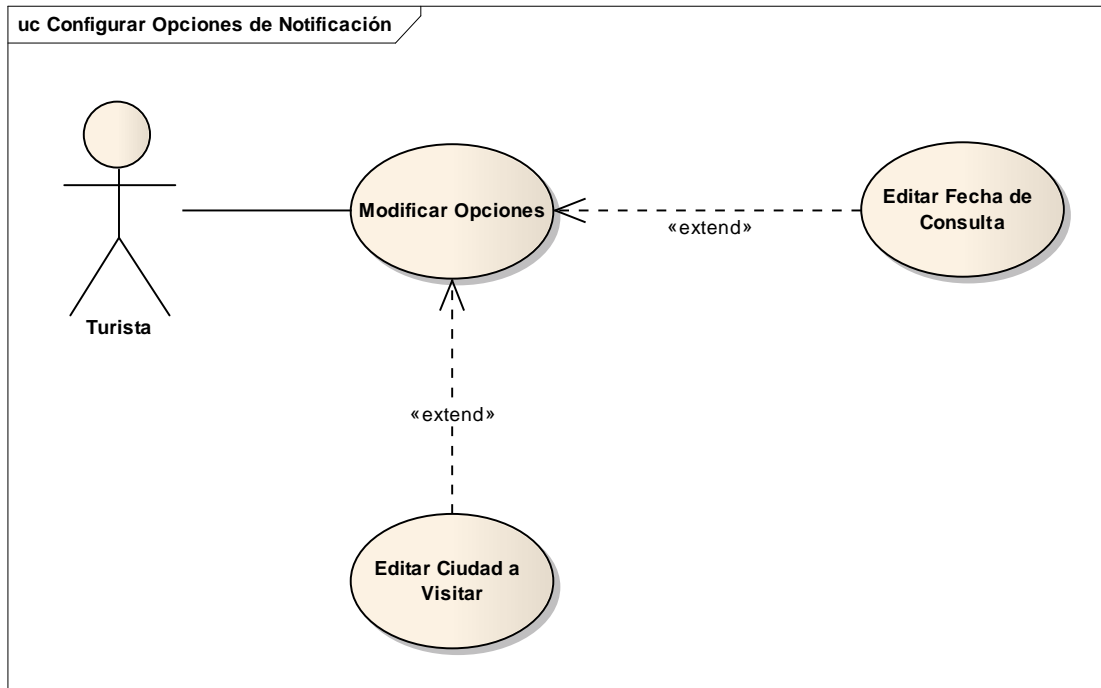 uc Configurar Opciones de Notificación
Modificar Opciones
Editar Fecha de
Consulta
«extend»
Turista
«extend»
Editar Ciudad a
Visitar